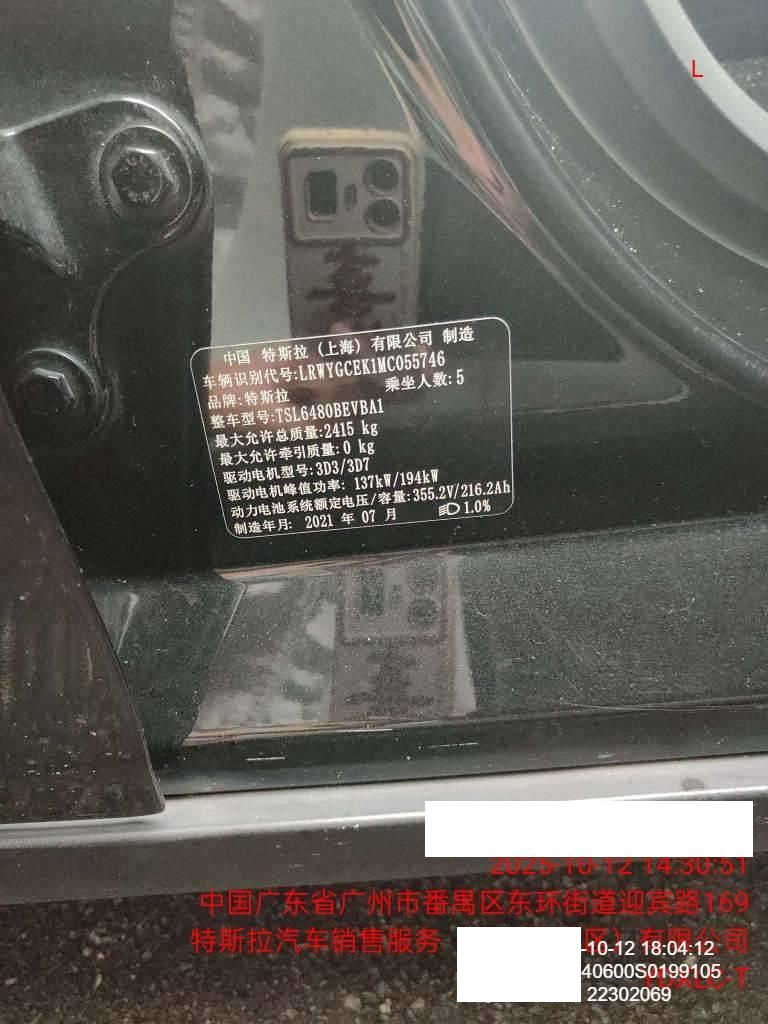 L
中国 特斯拉 (上海) 有限公司 制造
车辆识别代号:LRWYGCEK1MC055746
品牌:特斯拉 乘坐人数:5
整车型号:TSL6480BEVBA1
最大允许总质量:2415 kg
最大允许牵引质量:0 kg
驱动电机型号:3D3/3D7
驱动电机峰值功率: 137kW/194kW
动力电池系统额定电压/容量:355.2V/216.2Ah
制造年月: 2021 年 07 月 1.0%
2025-10-12 14:30:51
中国广东省广州市番禺区东环街道迎宾路169
特斯拉汽车销售服务 区）有限公司
-10-12 18:04:12
40600S0199105
22302069